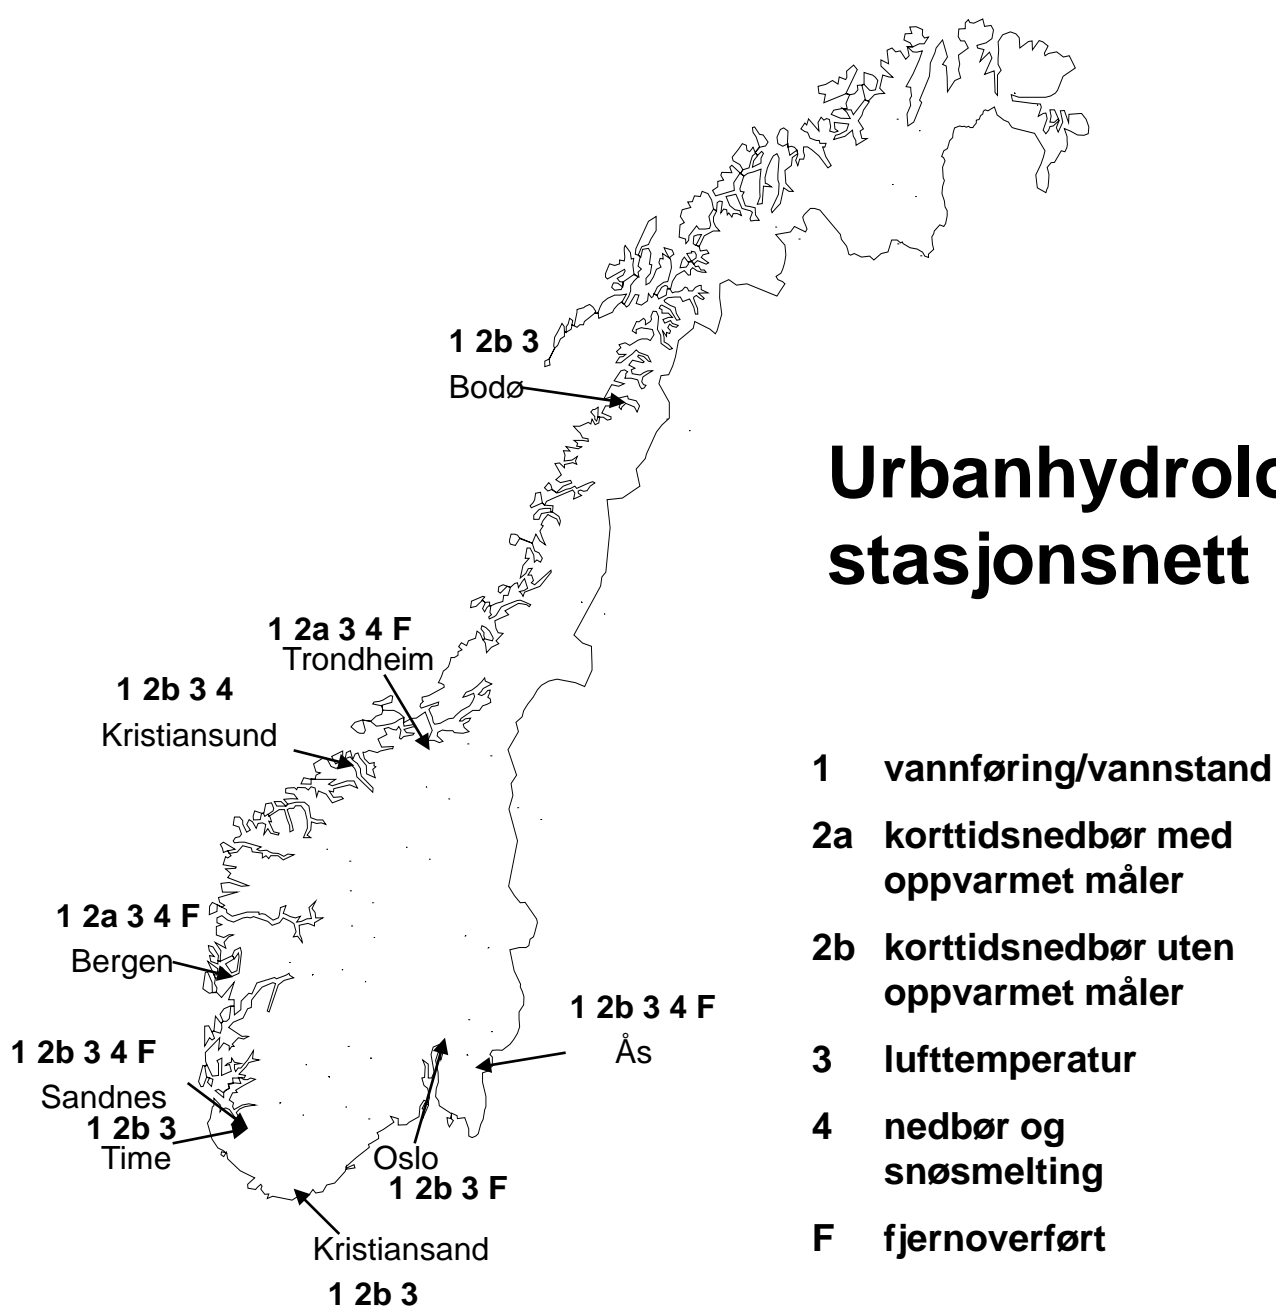 1 2b 3
Bodø
Urbanhydrolo
stasjonsnett
1 2a 3 4 F
Trondheim
1 2b 3 4
Kristiansund
1 vannføring/vannstand
2a korttidsnedbør med
oppvarmet måler
1 2a 3 4 F
Bergen
2b korttidsnedbør uten
oppvarmet måler
1 2b 3 4 F
Ås
1 2b 3 4 F
Sandnes
1 2b 3
Time
3 lufttemperatur
4 nedbør og
snøsmelting
Oslo
1 2b 3 F
F fjernoverført
Kristiansand
1 2b 3